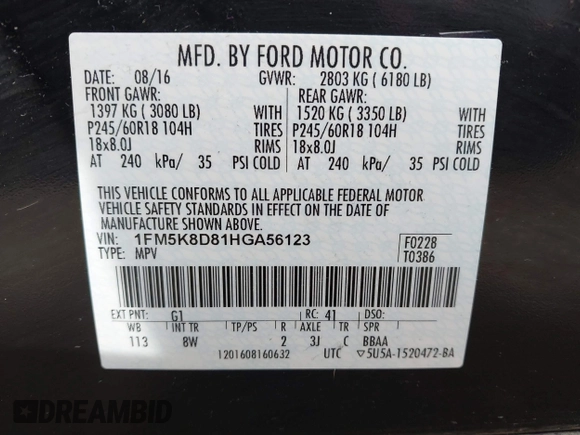 MFD. BY FORD MOTOR CO.
DATE: 08/16 GVWR: 2803 KG ( 6180 LB)
FRONT GAWR: REAR GAWR:
1397 KG ( 3080 LB) WITH 1520 KG ( 3350 LB) WITH
P245/60R18 104H TIRES P245/60R18 104H TIRES
18x8.0J RIMS 18x8.0J RIMS
AT 240 kPa/ 35 PSI COLD AT 240 kPa/ 35 PSI COLD
THIS VEHICLE CONFORMS TO ALL APPLICABLE FEDERAL MOTOR
VEHICLE SAFETY STANDARDS IN EFFECT ON THE DATE OF
MANUFACTURE SHOWN ABOVE.
VIN: 1FM5K8D81HGA56123 F0228
TYPE: MPV T0386
EXT PNT: G1 RC: 41 DSO:
WB INT TR TP/PS R AXLE TR SPR
113 8W 2 3J C BBAA
1201608160632 UTC ▽5U5A-1520472-BA
DREAMBID